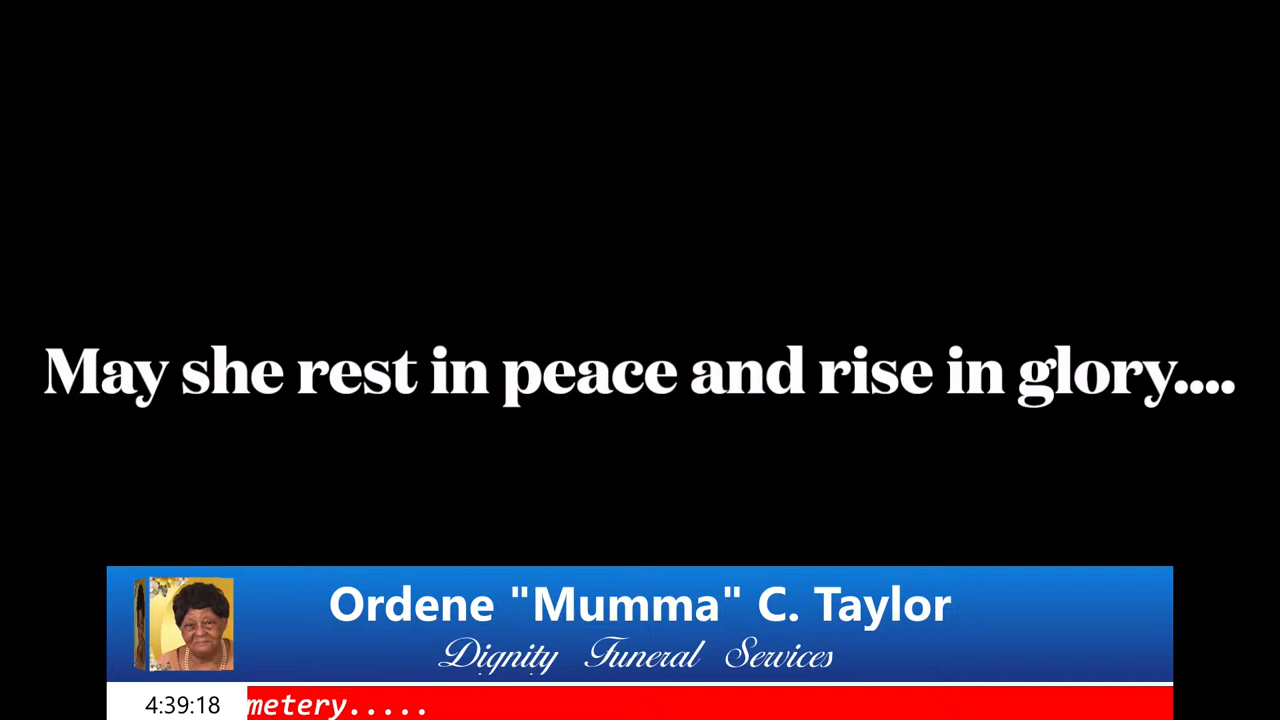 May she rest in peace and rise in glory....
Ordene "Mumma" C. Taylor
Dignity Funeral Services
4:39:18 metery.....